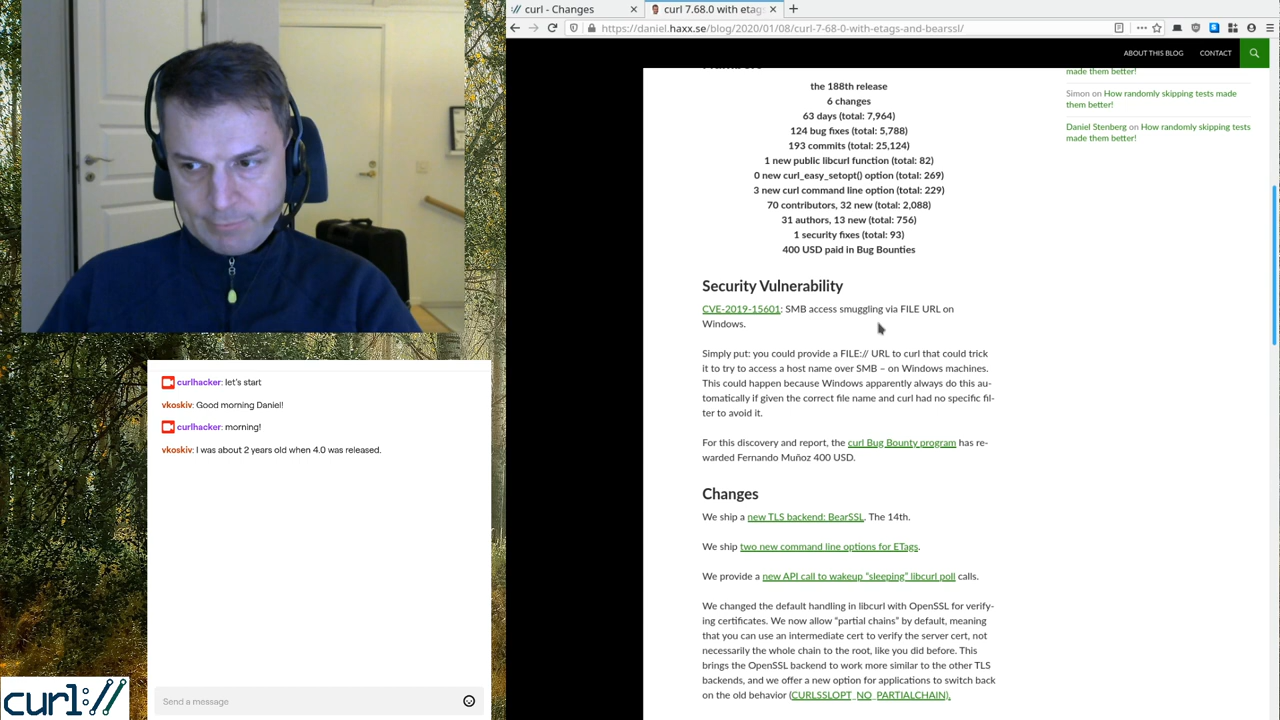 curl - Changes
curl 7.68.0 with etags
https://daniel.haxx.se/blog/2020/01/08/curl-7-68-0-with-etags-and-bearssl/
ABOUT THIS BLOG
CONTACT
made them better!
Simon on How randomly skipping tests
made them better!
Daniel Stenberg on How randomly skipping tests
made them better!
the 188th release
6 changes
63 days (total: 7,964)
124 bug fixes (total: 5,788)
193 commits (total: 25,124)
1 new public libcurl function (total: 82)
0 new curl_easy_setopt() option (total: 269)
3 new curl command line option (total: 229)
70 contributors, 32 new (total: 2,088)
31 authors, 13 new (total: 756)
1 security fixes (total: 93)
400 USD paid in Bug Bounties
Security Vulnerability
CVE-2019-15601: SMB access smuggling via FILE URL on
Windows.
Simply put: you could provide a FILE:// URL to curl that could trick
it to try to access a host name over SMB – on Windows machines.
This could happen because Windows apparently always do this au-
tomatically if given the correct file name and curl had no specific fil-
ter to avoid it.
For this discovery and report, the curl Bug Bounty program has re-
warded Fernando Muñoz 400 USD.
Changes
We ship a new TLS backend: BearSSL. The 14th.
We ship two new command line options for ETags.
We provide a new API call to wakeup “sleeping” libcurl poll calls.
We changed the default handling in libcurl with OpenSSL for verify-
ing certificates. We now allow “partial chains” by default, meaning
that you can use an intermediate cert to verify the server cert, not
necessarily the whole chain to the root, like you did before. This
brings the OpenSSL backend to work more similar to the other TLS
backends, and we offer a new option for applications to switch back
on the old behavior (CURLSSLOPT_NO_PARTIALCHAIN).
curlhacker: let's start
vkoskiv: Good morning Daniel!
curlhacker: morning!
vkoskiv: I was about 2 years old when 4.0 was released.
Send a message
curl://